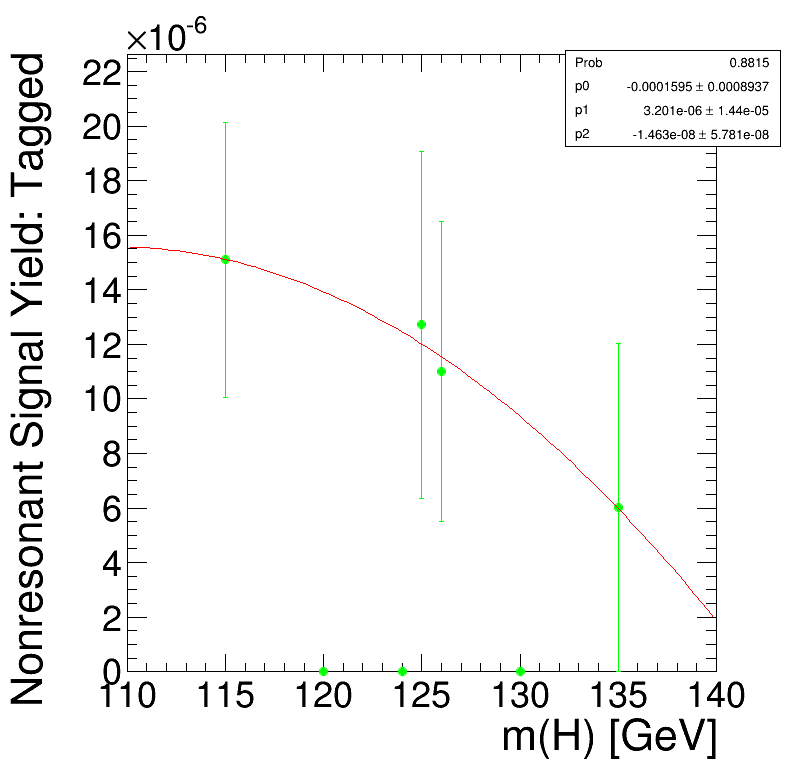 ×10⁻⁶
Prob 0.8815
p0 -0.0001595 ± 0.0008937
p1 3.201e-06 ± 1.44e-05
p2 -1.463e-08 ± 5.781e-08
Nonresonant Signal Yield: Tagged
22
20
18
16
14
12
10
8
6
4
2
0
110 115 120 125 130 135 140
m(H) [GeV]